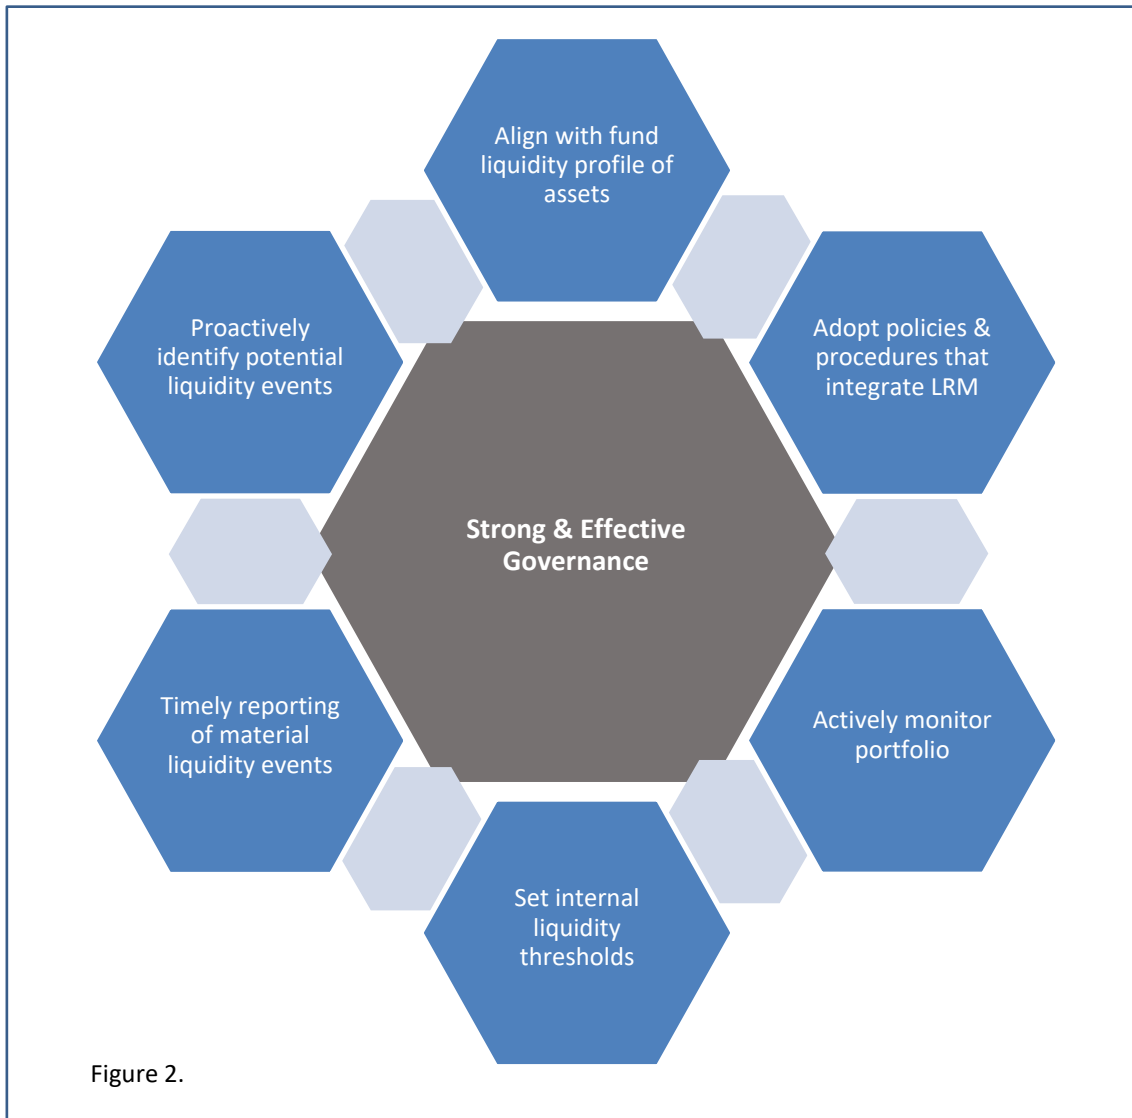 Align with fund
liquidity profile of
assets
Proactively
identify potential
liquidity events
Adopt policies &
procedures that
integrate LRM
Strong & Effective
Governance
Timely reporting
of material
liquidity events
Actively monitor
portfolio
Set internal
liquidity
thresholds
Figure 2.